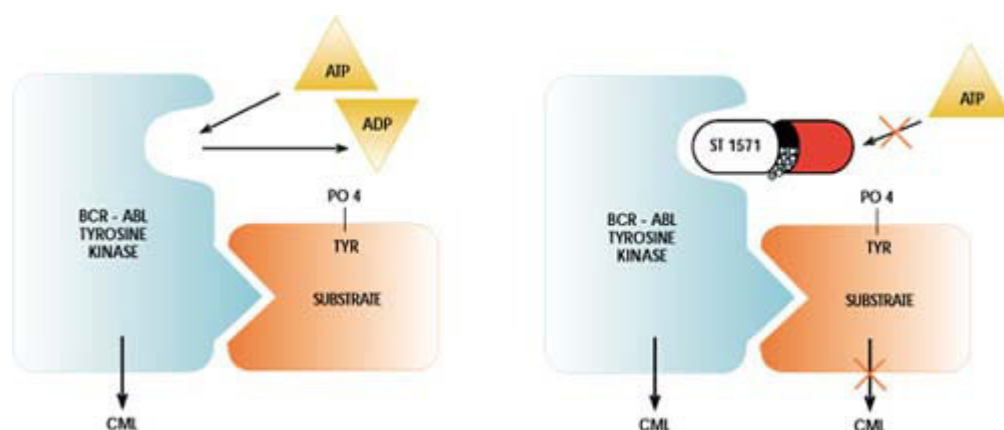 ATP
ADP
PO 4
BCR - ABL
TYROSINE
KINASE
TYR
SUBSTRATE
CML
ATP
ST 1571
PO 4
BCR - ABL
TYROSINE
KINASE
TYR
SUBSTRATE
CML
CML